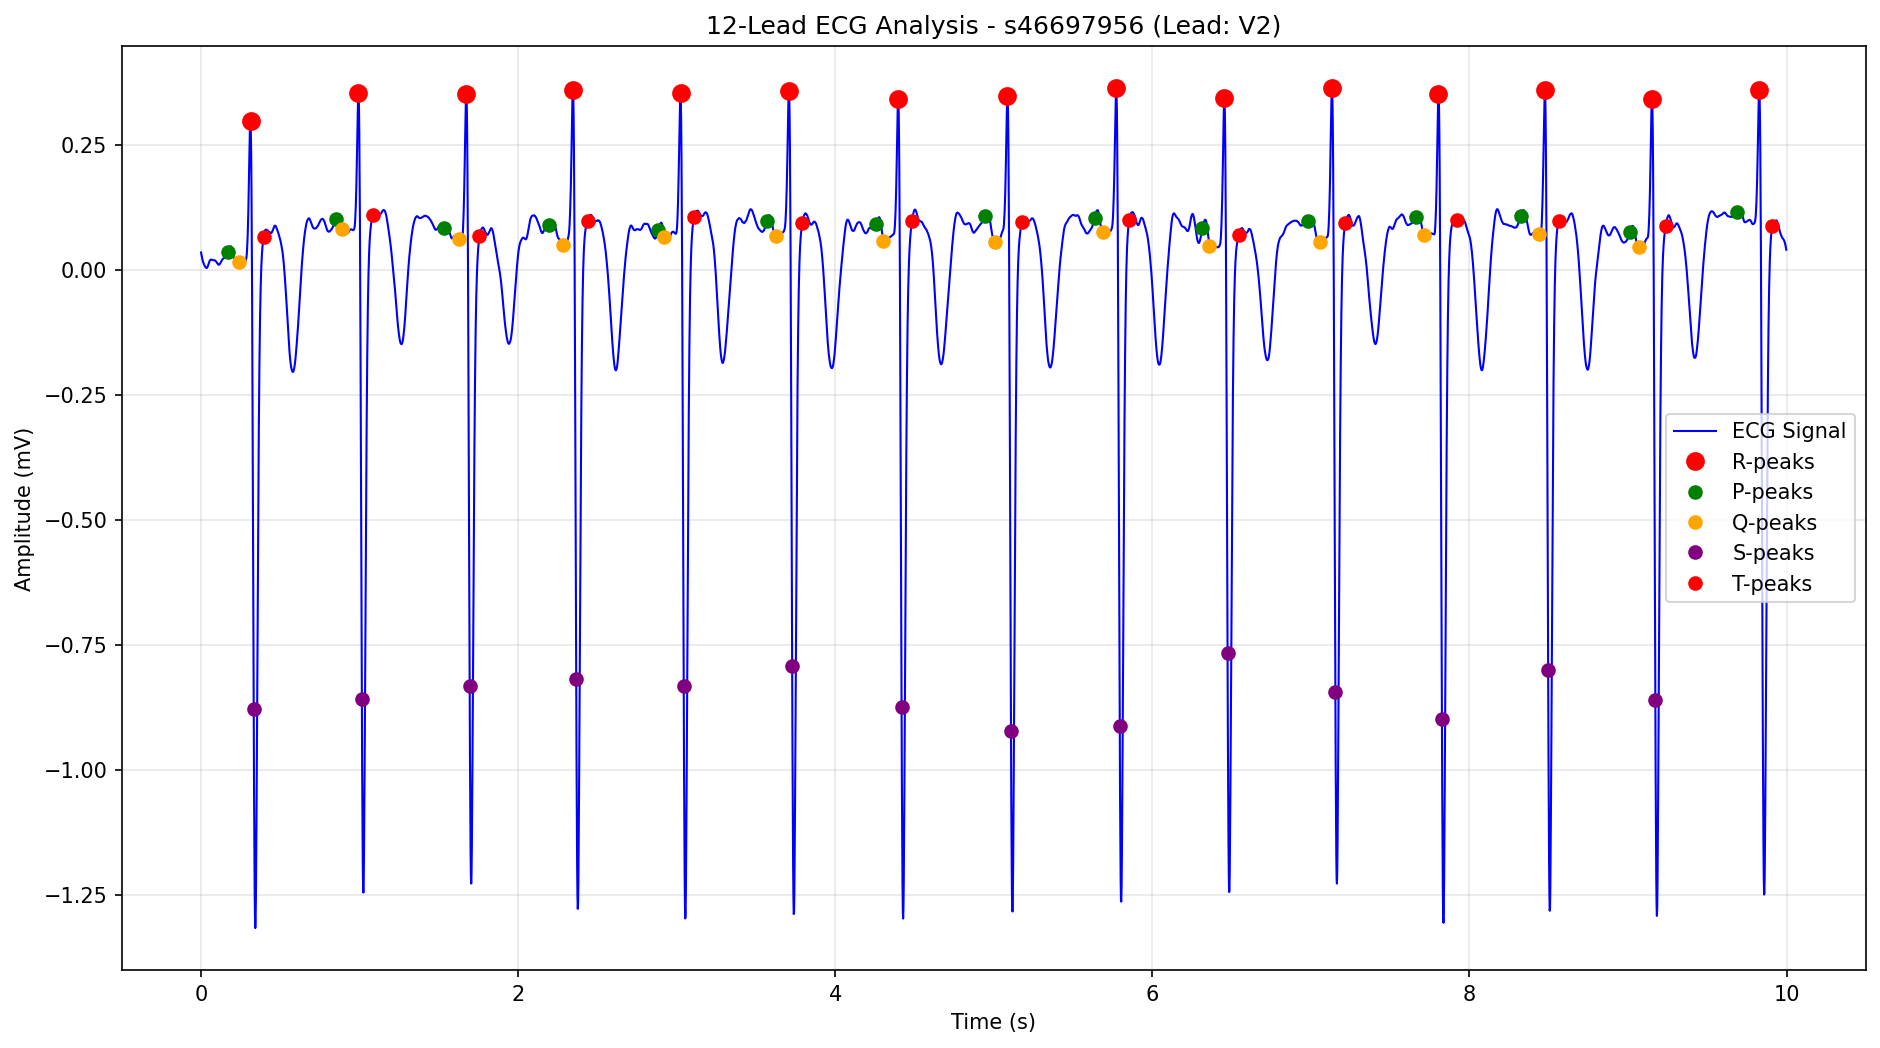 12-Lead ECG Analysis - s46697956 (Lead: V2)
Amplitude (mV)
0.25
0.00
−0.25
−0.50
−0.75
−1.00
−1.25
ECG Signal
R-peaks
P-peaks
Q-peaks
S-peaks
T-peaks
0 2 4 6 8 10
Time (s)